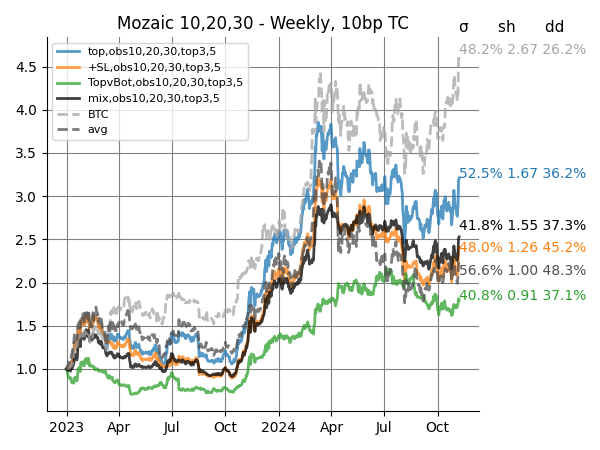 Mozaic 10,20,30 - Weekly, 10bp TC
σ sh dd
top,obs10,20,30,top3,5
+SL,obs10,20,30,top3,5
TopvBot,obs10,20,30,top3,5
mix,obs10,20,30,top3,5
BTC
avg
48.2% 2.67 26.2%
52.5% 1.67 36.2%
41.8% 1.55 37.3%
48.0% 1.26 45.2%
56.6% 1.00 48.3%
40.8% 0.91 37.1%
4.5
4.0
3.5
3.0
2.5
2.0
1.5
1.0
2023 Apr Jul Oct 2024 Apr Jul Oct